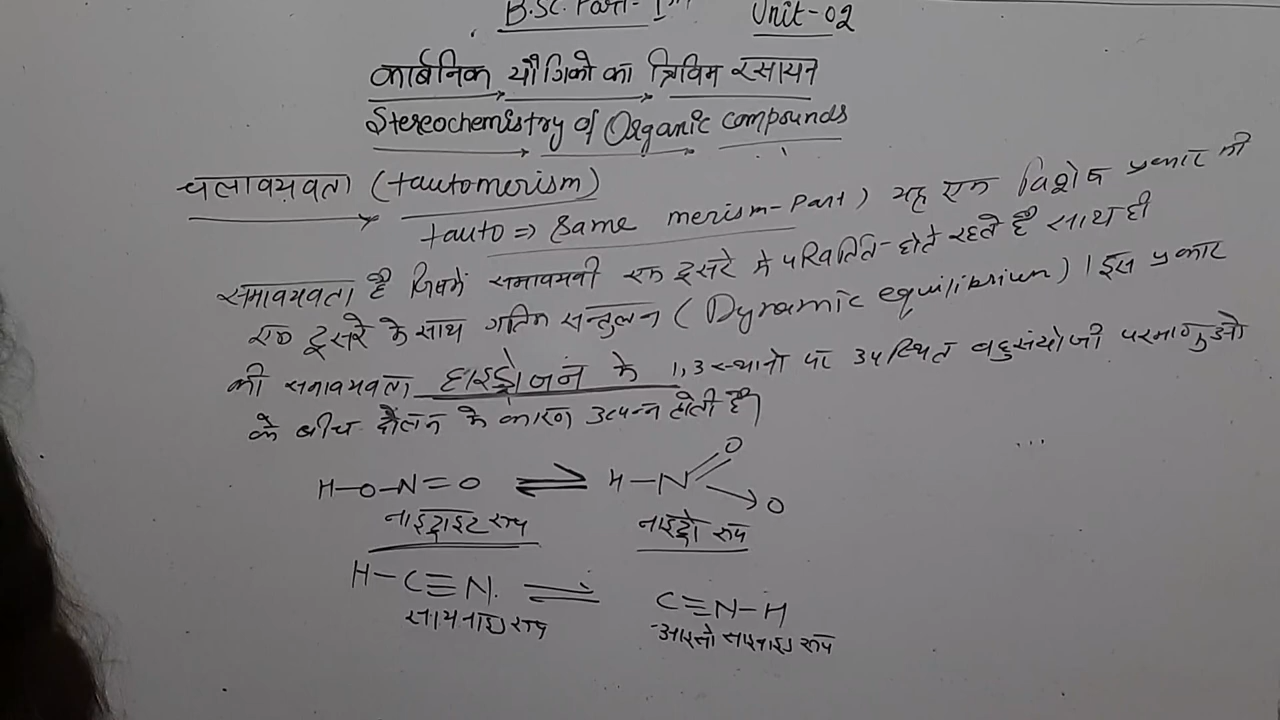 B.Sc. Part- Ist Unit-02
कार्बनिक यौगिको का त्रिविम रसायन
Stereochemistry of Organic compounds
चलावयवता (tautomerism)
tauto => Same merism-Part) यह एक विशेष प्रकार की
समावयवता है जिसमें समावयवी एक दूसरे मे परिवर्तित होते रहते है साथ ही
एक दूसरे के साथ गतिक सन्तुलन (Dynamic equilibrium) । इस प्रकार
की समावयवता हाइड्रोजन के 1,3 स्थानो पर उपस्थित बहुसंयोजी परमाणुओ
के बीच दोलन के कारण उत्पन्न होती है।
H-O-N=O ⇌ H-N=O→O
नाइट्राइट रूप नाइट्रो रूप
H-C≡N. ⇌ C≡N-H
सायनाइड रूप आइसो साइनाइड रूप
...